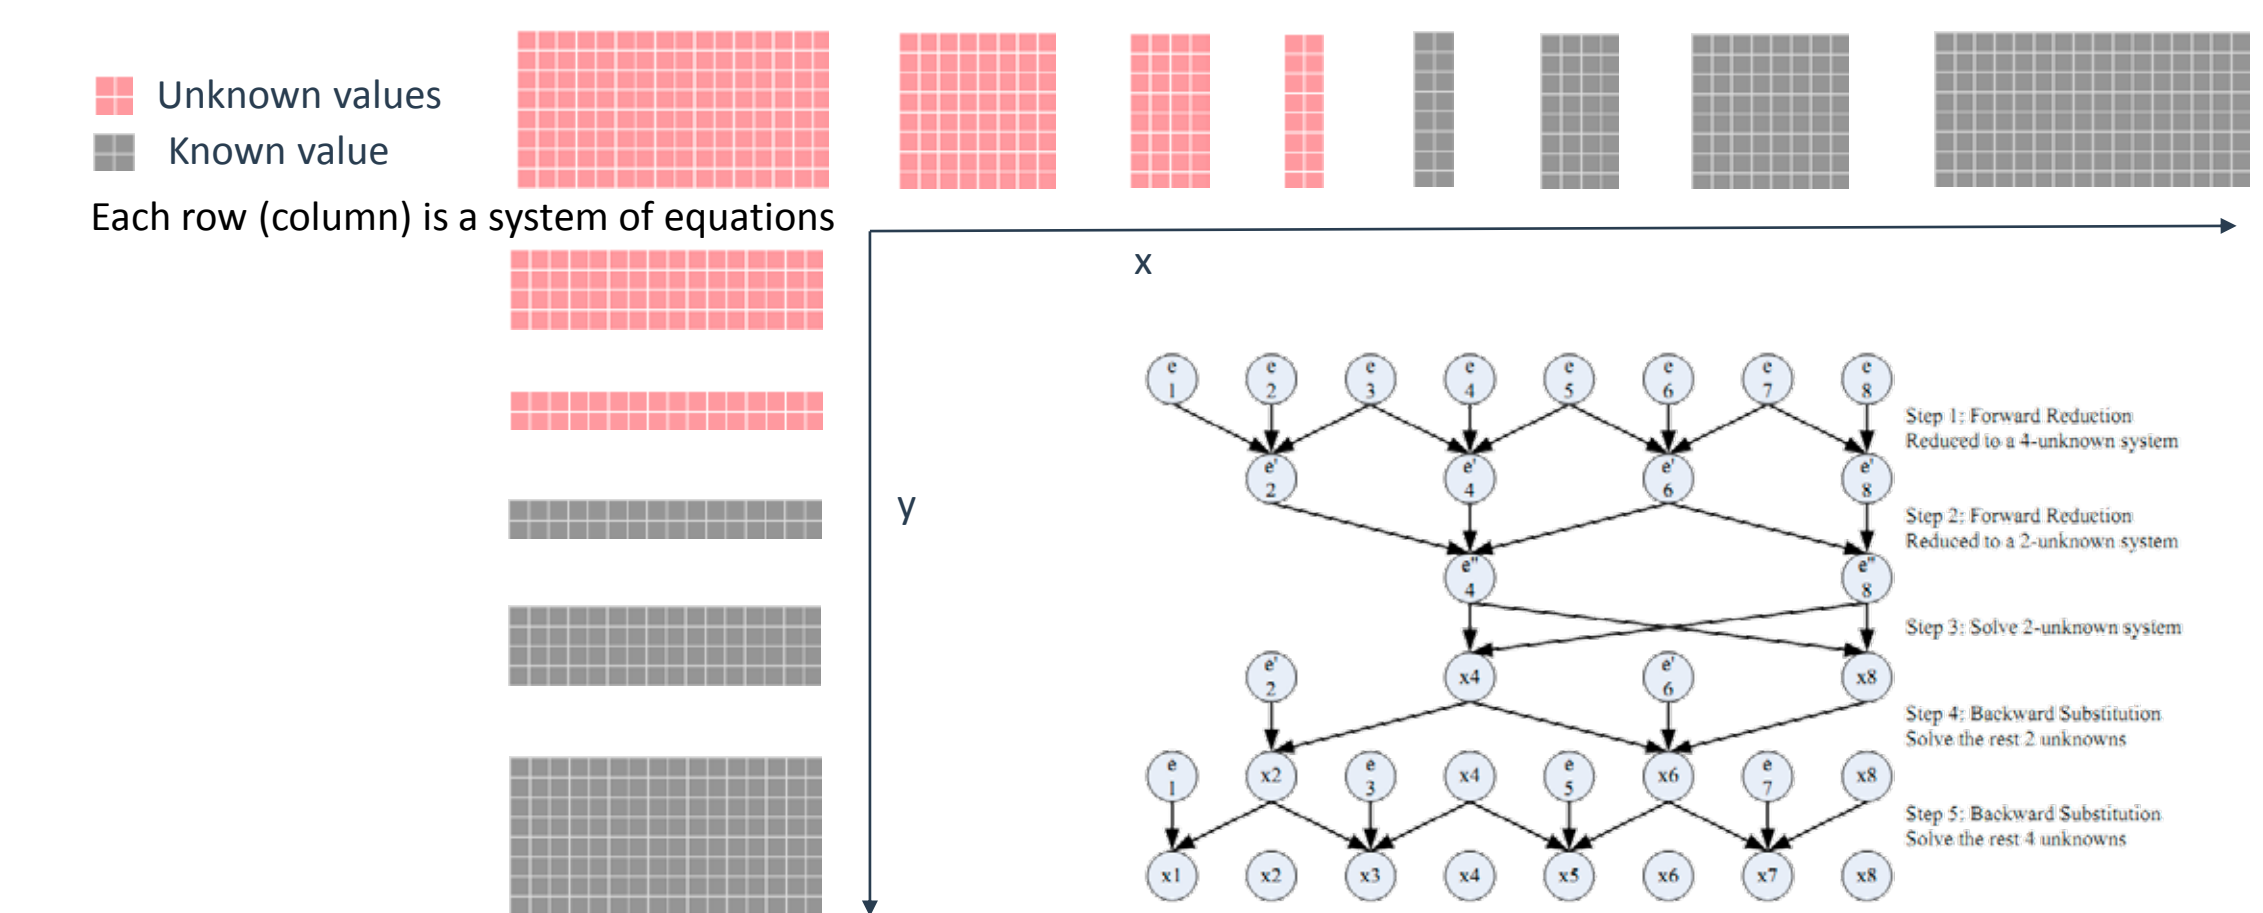 Unknown values
Known value
Each row (column) is a system of equations
x
y
e 1 e 2 e 3 e 4 e 5 e 6 e 7 e 8
Step 1: Forward Reduction
Reduced to a 4-unknown system
e' 2 e' 4 e' 6 e' 8
Step 2: Forward Reduction
Reduced to a 2-unknown system
e'' 4 e'' 8
Step 3: Solve 2-unknown system
e' 2 x4 e' 6 x8
Step 4: Backward Substitution
Solve the rest 2 unknowns
e 1 x2 e 3 x4 e 5 x6 e 7 x8
Step 5: Backward Substitution
Solve the rest 4 unknowns
x1 x2 x3 x4 x5 x6 x7 x8